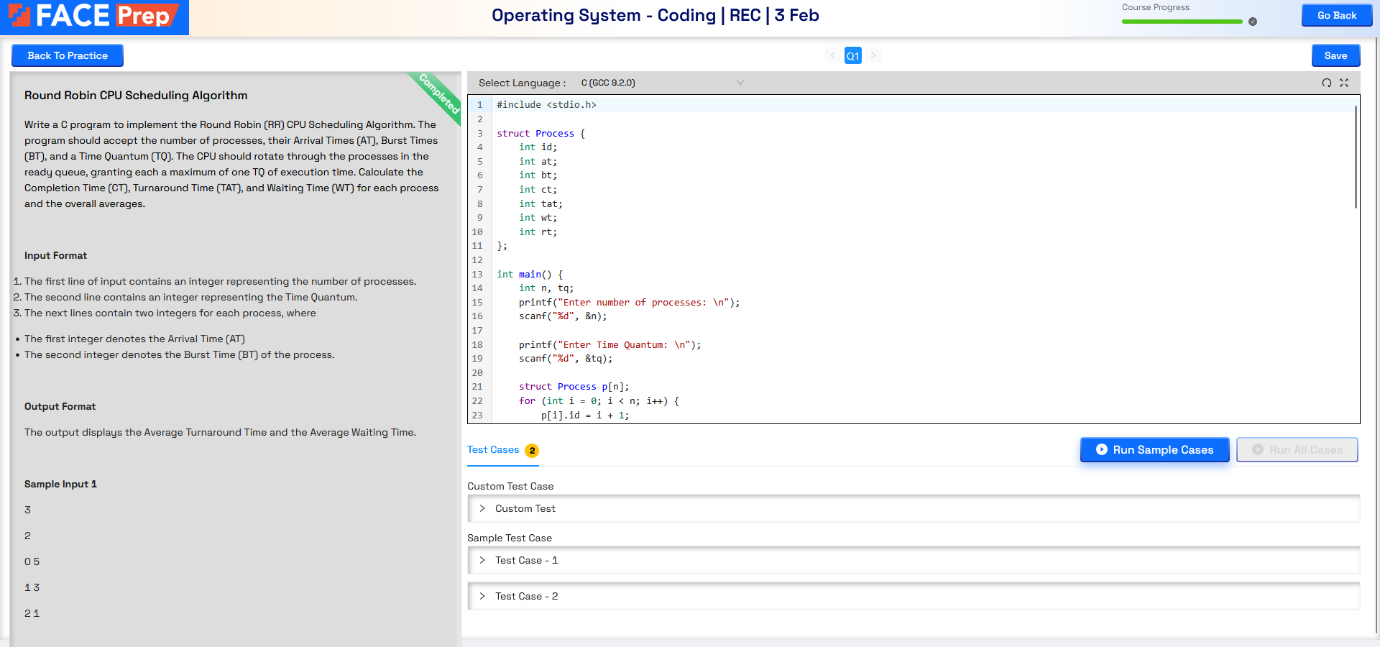 FACE Prep
Operating System - Coding | REC | 3 Feb
Course Progress
Go Back
Back To Practice
< Q1 >
Save
Completed
Round Robin CPU Scheduling Algorithm
Write a C program to implement the Round Robin (RR) CPU Scheduling Algorithm. The
program should accept the number of processes, their Arrival Times (AT), Burst Times
(BT), and a Time Quantum (TQ). The CPU should rotate through the processes in the
ready queue, granting each a maximum of one TQ of execution time. Calculate the
Completion Time (CT), Turnaround Time (TAT), and Waiting Time (WT) for each process
and the overall averages.
Input Format
1. The first line of input contains an integer representing the number of processes.
2. The second line contains an integer representing the Time Quantum.
3. The next lines contain two integers for each process, where
• The first integer denotes the Arrival Time (AT)
• The second integer denotes the Burst Time (BT) of the process.
Output Format
The output displays the Average Turnaround Time and the Average Waiting Time.
Sample Input 1
3
2
0 5
1 3
2 1
Select Language : C (GCC 9.2.0)
1 #include <stdio.h>
2
3 struct Process {
4 int id;
5 int at;
6 int bt;
7 int ct;
8 int tat;
9 int wt;
10 int rt;
11 };
12
13 int main() {
14 int n, tq;
15 printf("Enter number of processes: \n");
16 scanf("%d", &n);
17
18 printf("Enter Time Quantum: \n");
19 scanf("%d", &tq);
20
21 struct Process p[n];
22 for (int i = 0; i < n; i++) {
23 p[i].id = i + 1;
Test Cases 2
Run Sample Cases
Run All Cases
Custom Test Case
> Custom Test
Sample Test Case
> Test Case - 1
> Test Case - 2